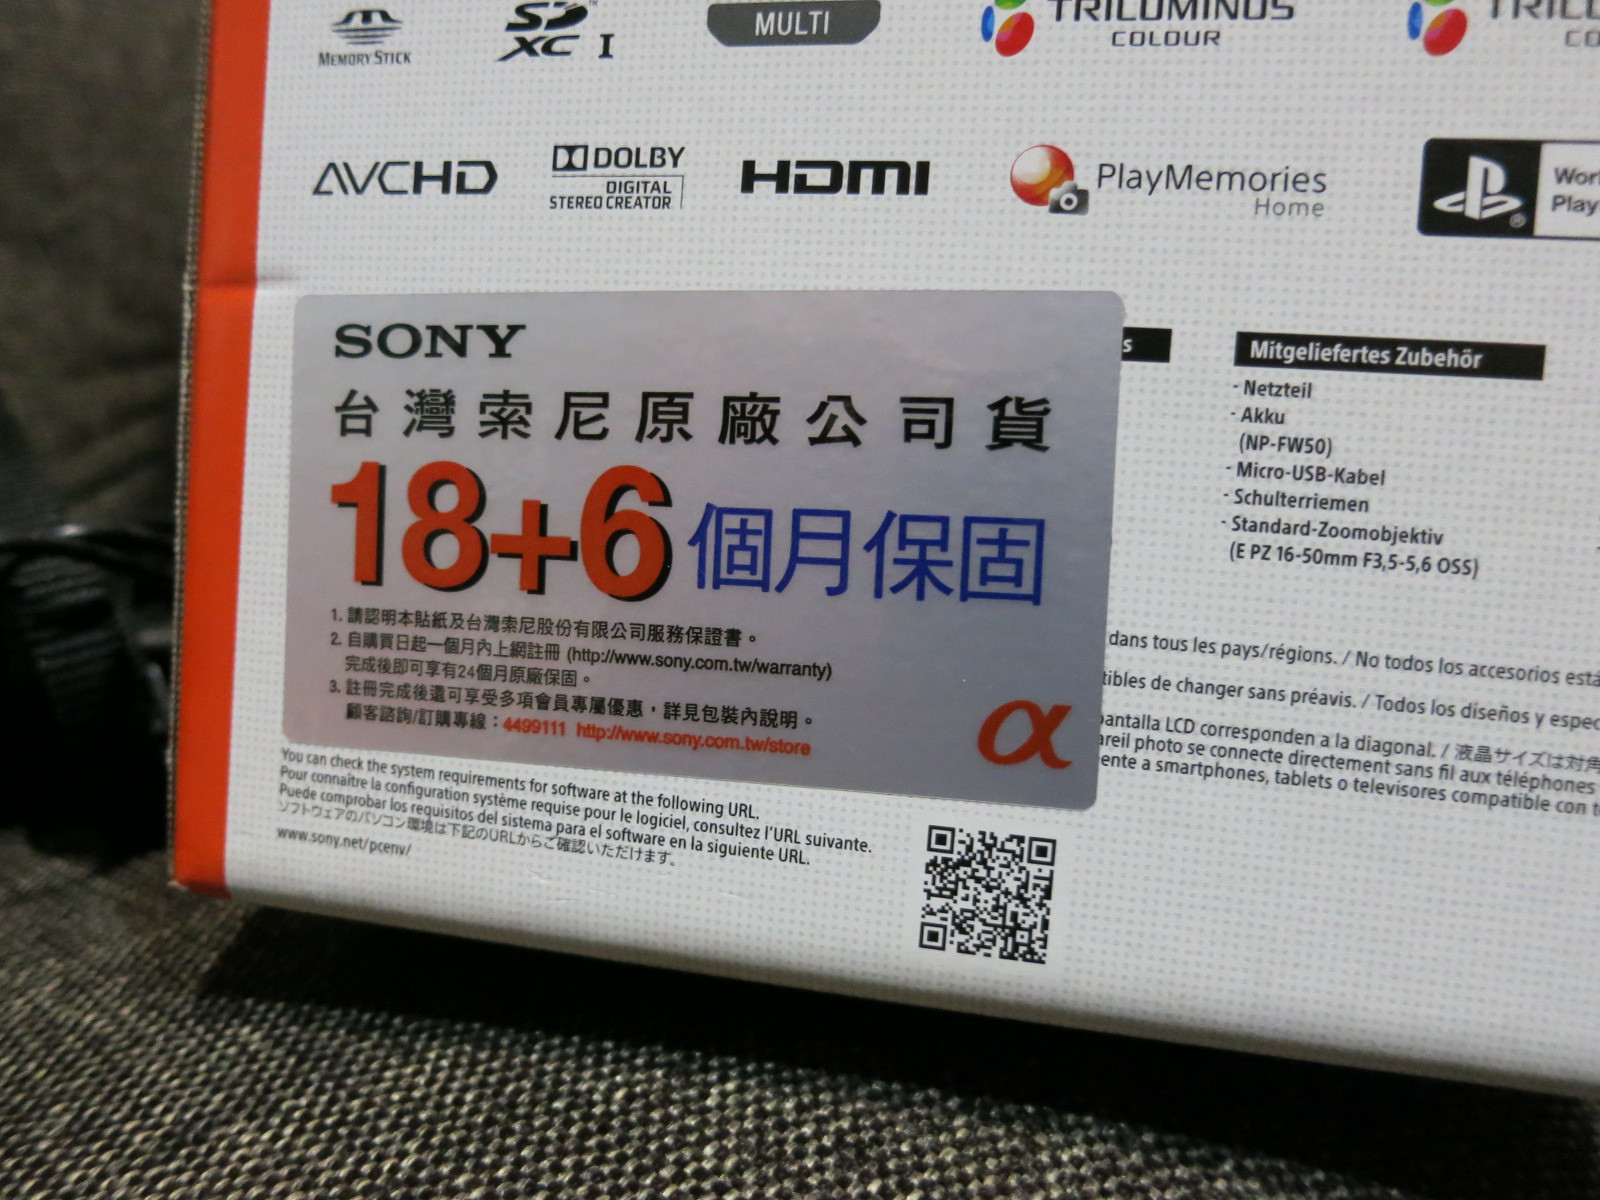 MEMORY STICK
SD
XC I
MULTI
TRILUMINOS
COLOUR
AVCHD
DOLBY
DIGITAL
STEREO CREATOR
HDMI
PlayMemories
Home
SONY
台灣索尼原廠公司貨
18+6個月保固
1. 請認明本貼紙及台灣索尼股份有限公司服務保證書。
2. 自購買日起一個月內上網註冊 (http://www.sony.com.tw/warranty)
完成後即可享有24個月原廠保固。
3. 註冊完成後還可享受多項會員專屬優惠，詳見包裝內說明。
顧客諮詢/訂購專線：4499111 http://www.sony.com.tw/store
α
s
Mitgeliefertes Zubehör
- Netzteil
- Akku
(NP-FW50)
- Micro-USB-Kabel
- Schulterriemen
- Standard-Zoomobjektiv
(E PZ 16-50mm F3,5-5,6 OSS)
dans tous les pays/régions. / No todos los accesorios
de changer sans préavis. / Todos los diseños y
LCD corresponden a la diagonal. / 液晶サイズは対角
photo se connecte directement sans fil aux téléphones
a smartphones, tablets o televisores compatible con
You can check the system requirements for software at the following URL.
Pour connaître la configuration système requise pour le logiciel, consultez l'URL suivante.
Puede comprobar los requisitos del sistema para el software en la siguiente URL.
ソフトウェアのパソコン環境は下記のURLからご確認いただけます。
www.sony.net/pcenv/